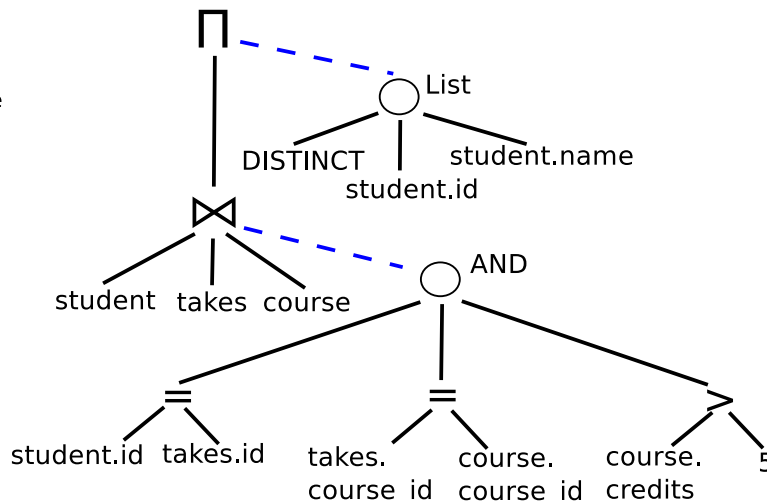 Π
List
e
DISTINCT
student.name
student.id
⋈
AND
student takes course
= = >
student.id takes.id takes. course. course. 5
course_id course_id credits